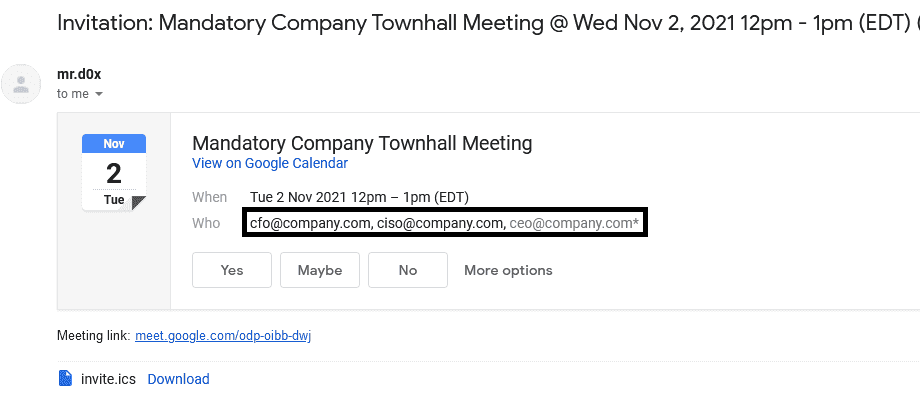 Invitation: Mandatory Company Townhall Meeting @ Wed Nov 2, 2021 12pm - 1pm (EDT) (
mr.d0x
to me
Nov
2
Tue
Mandatory Company Townhall Meeting
View on Google Calendar
When Tue 2 Nov 2021 12pm – 1pm (EDT)
Who cfo@company.com, ciso@company.com, ceo@company.com*
Yes Maybe No More options
Meeting link: meet.google.com/odp-oibb-dwj
invite.ics Download